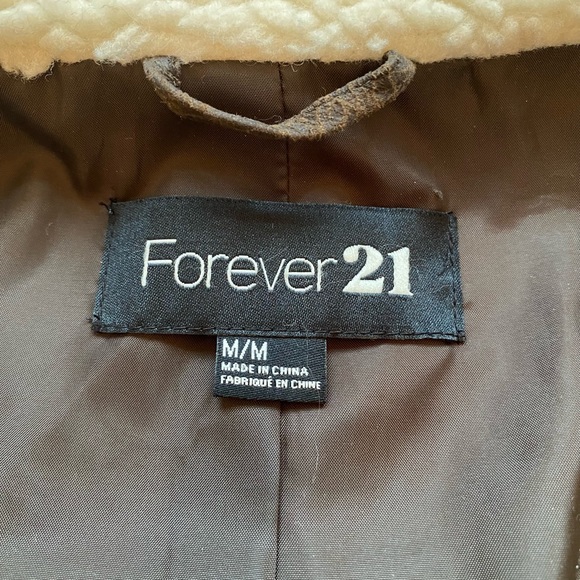 Forever 21
M/M
MADE IN CHINA
FABRIQUÉ EN CHINE